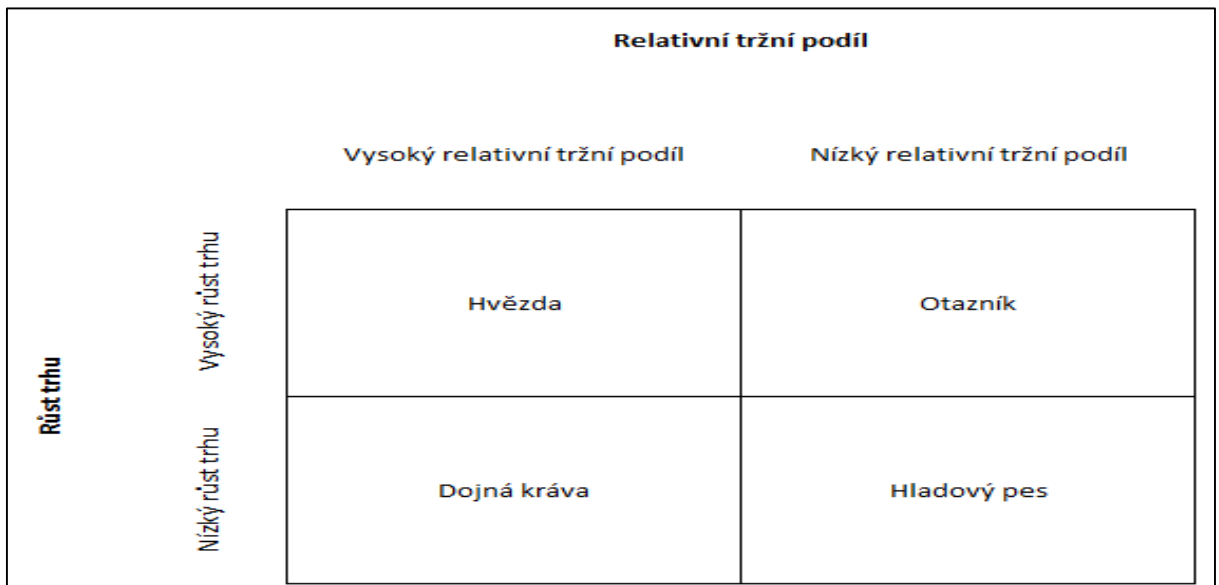 Relativní tržní podíl
Vysoký relativní tržní podíl
Nízký relativní tržní podíl
Růst trhu
Vysoký růst trhu
Hvězda
Otazník
Nízký růst trhu
Dojná kráva
Hladový pes